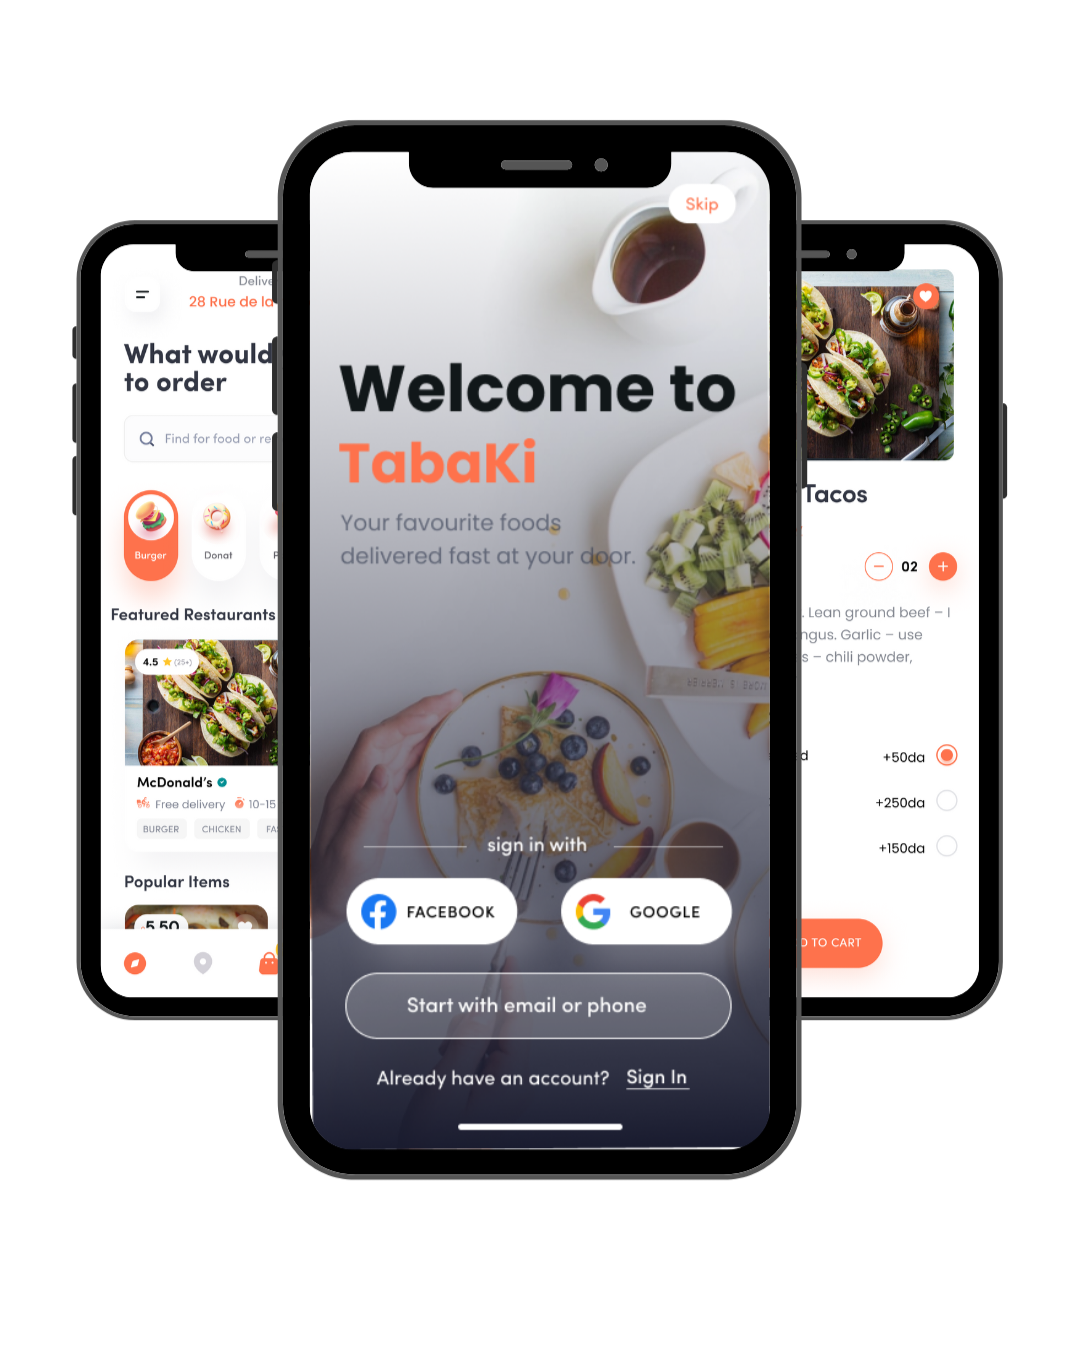 Delive
28 Rue de la
What would
to order
Find for food or re
Burger
Donat
Featured Restaurants
4.5 (25+)
McDonald's
Free delivery 10-15
BURGER CHICKEN FA
Popular Items
5.50
Skip
Welcome to
TabaKi
Your favourite foods
delivered fast at your door.
sign in with
FACEBOOK
GOOGLE
Start with email or phone
Already have an account? Sign In
Tacos
02
. Lean ground beef – I
ngus. Garlic – use
s – chili powder,
d +50da
+250da
+150da
D TO CART